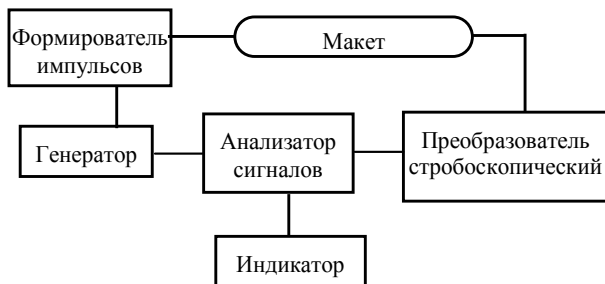 Формирователь
импульсов
Макет
Генератор
Анализатор
сигналов
Преобразователь
стробоскопический
Индикатор